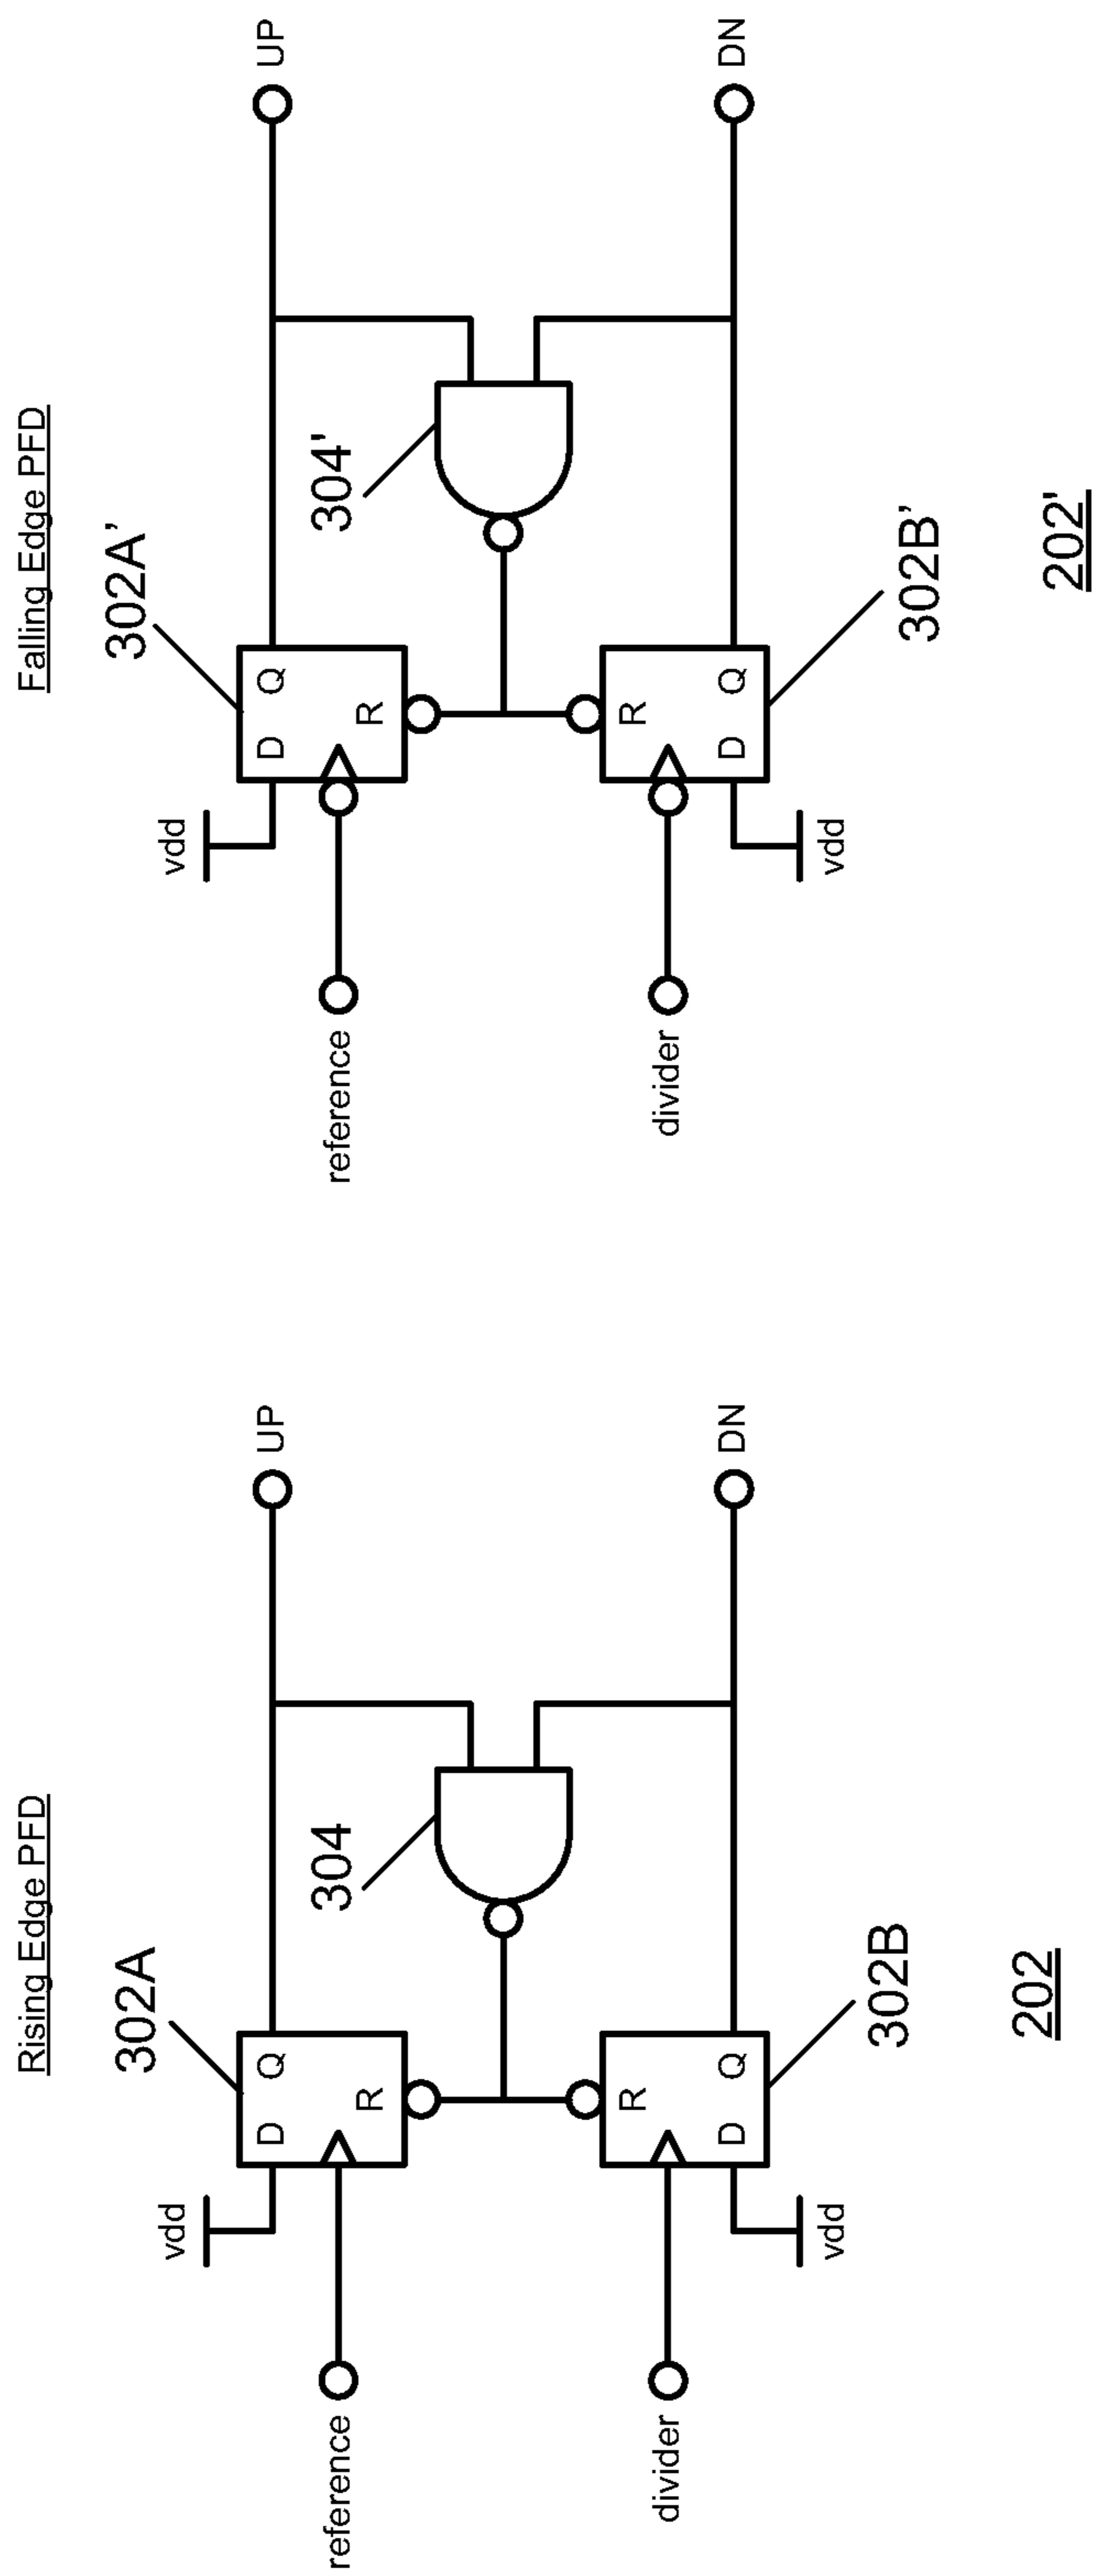 Rising Edge PFD
302A
vdd
D Q
R
reference
304
UP
divider
R
D Q
vdd
302B
DN
202
Falling Edge PFD
302A’
vdd
D Q
R
reference
304'
UP
divider
R
D Q
vdd
302B’
DN
202'